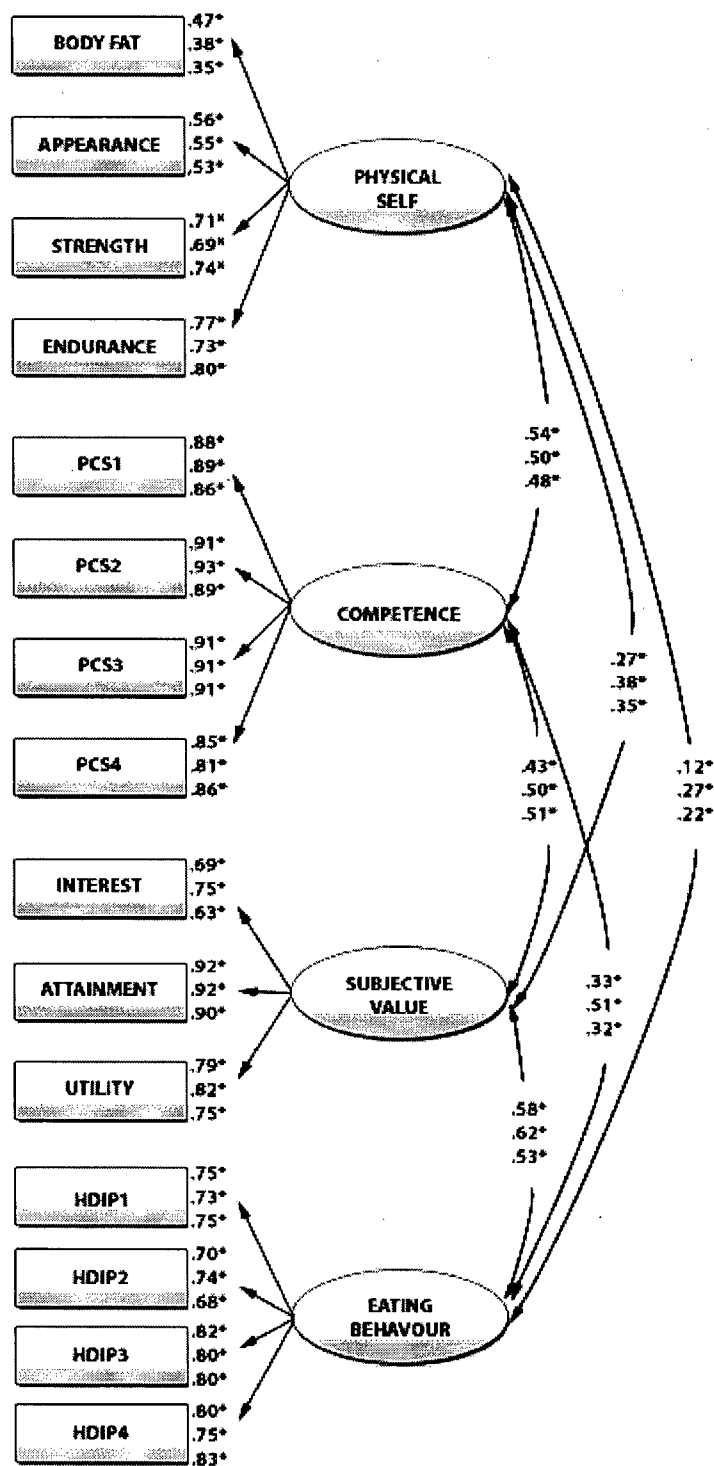 BODY FAT
.47*
.38*
.35*
APPEARANCE
.56*
.55*
.53*
PHYSICAL
SELF
STRENGTH
.71*
.69*
.74*
ENDURANCE
.77*
.73*
.80*
.54*
.50*
.48*
PCS1
.88*
.89*
.86*
PCS2
.91*
.93*
.89*
COMPETENCE
PCS3
.91*
.91*
.91*
.27*
.38*
.35*
PCS4
.85*
.81*
.86*
.43*
.50*
.51*
.12*
.27*
.22*
INTEREST
.69*
.75*
.63*
ATTAINMENT
.92*
.92*
.90*
SUBJECTIVE
VALUE
.33*
.51*
.32*
UTILITY
.79*
.82*
.75*
.58*
.62*
.53*
HDIP1
.75*
.73*
.75*
HDIP2
.70*
.74*
.68*
EATING
BEHAVOUR
HDIP3
.82*
.80*
.80*
HDIP4
.80*
.75*
.83*